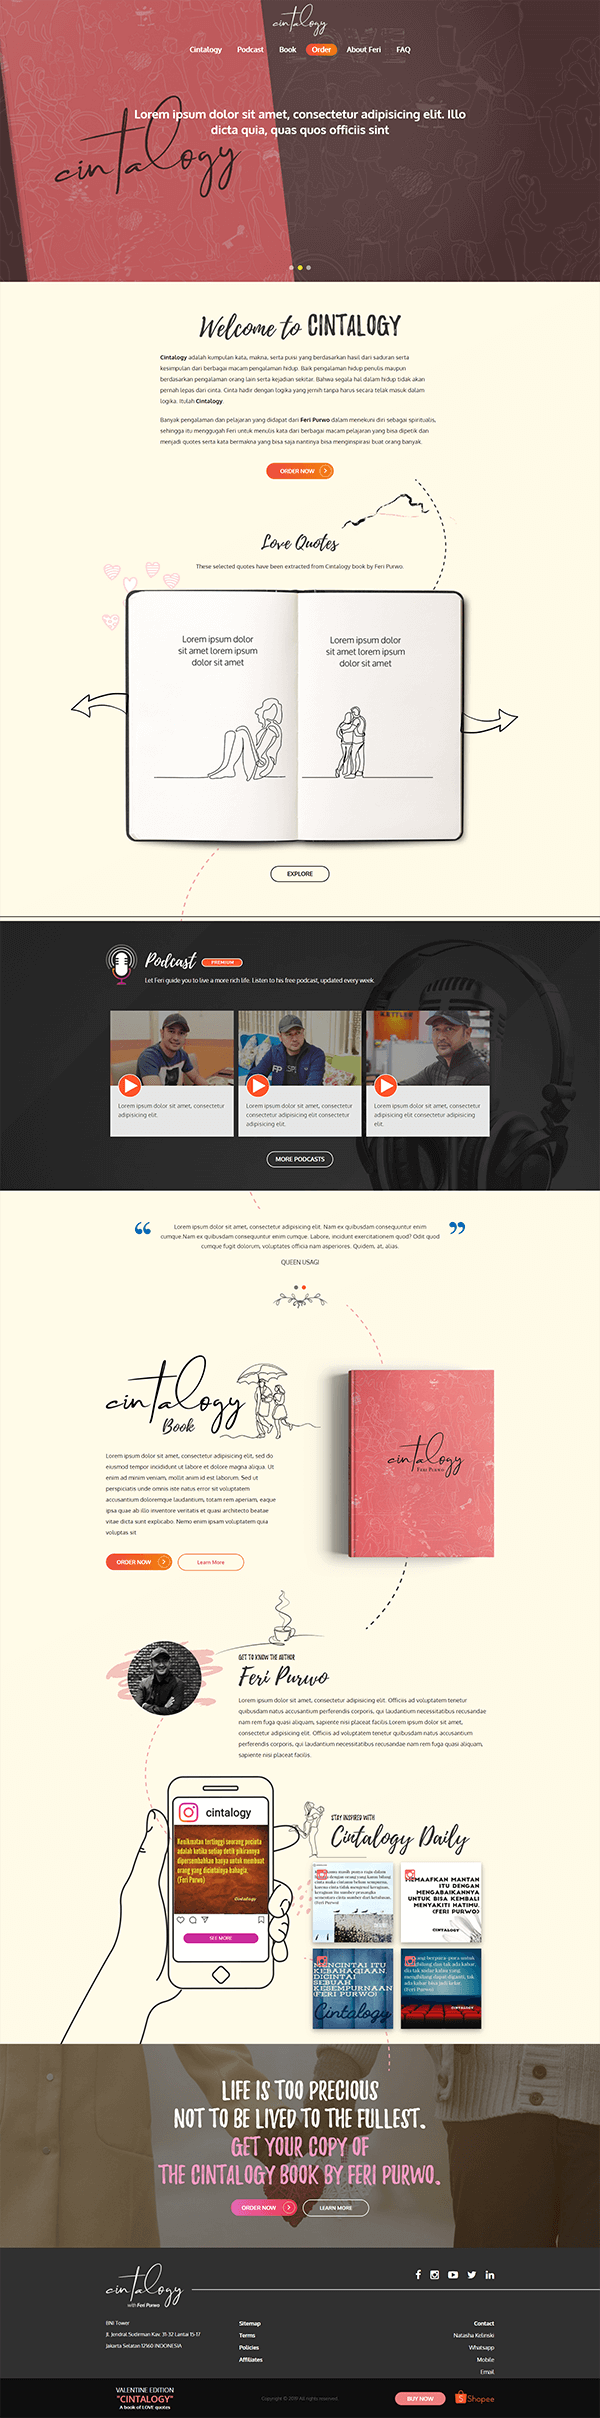 cintalogy
Cintalogy Podcast Book Order About Feri FAQ
Lorem ipsum dolor sit amet, consectetur adipisicing elit. Illo
dicta quia, quas quos officiis sint
cintalogy
Welcome to CINTALOGY
Cintalogy adalah kumpulan kata, makna, serta puisi yang berdasarkan hasil dari saduran serta
kesimpulan dari berbagai macam pengalaman hidup. Baik pengalaman hidup penulis maupun
berdasarkan pengalaman orang lain serta kejadian sekitar. Bahwa segala hal dalam hidup tidak akan
pernah lepas dari cinta. Cinta hadir dengan logika yang jernih tanpa harus secara telak masuk dalam
logika. Itulah Cintalogy.
Banyak pengalaman dan pelajaran yang didapat dari Feri Purwo dalam menekuni diri sebagai spiritualis,
sehingga itu menggugah Feri untuk menulis kata dari berbagai macam pelajaran yang bisa dipetik dan
menjadi quotes serta kata bermakna yang bisa saja nantinya bisa menginspirasi buat orang banyak.
ORDER NOW
Love Quotes
These selected quotes have been extracted from Cintalogy book by Feri Purwo.
Lorem ipsum dolor
sit amet lorem ipsum
dolor sit amet
Lorem ipsum dolor
sit amet lorem ipsum
dolor sit amet
EXPLORE
Podcast PREMIUM
Let Feri guide you to live a more rich life. Listen to his free podcast, updated every week.
Lorem ipsum dolor sit amet, consectetur
adipisicing elit.
Lorem ipsum dolor sit amet, consectetur
consectetur adipisicing elit consectetur
adipisicing elit.
Lorem ipsum dolor sit amet, consectetur
adipisicing elit consectetur adipisicing
elit.
MORE PODCASTS
Lorem ipsum dolor sit amet, consectetur adipisicing elit. Nam ex quibusdam consequuntur enim
cumque.Nam ex quibusdam consequuntur enim cumque. Labore, incidunt exercitationem quod? Odit quod
cumque fugit dolorum, voluptates officia nam asperiores. Quidem, at, alias.
QUEEN USAGI
cintalogy
Book
Lorem ipsum dolor sit amet, consectetur adipisicing elit, sed do
eiusmod tempor incididunt ut labore et dolore magna aliqua. Ut
enim ad minim veniam, mollit anim id est laborum. Sed ut
perspiciatis unde omnis iste natus error sit voluptatem
accusantium doloremque laudantium, totam rem aperiam, eaque
ipsa quae ab illo inventore veritatis et quasi architecto beatae
vitae dicta sunt explicabo. Nemo enim ipsam voluptatem quia
voluptas sit
ORDER NOW Learn More
cintalogy
FERI PURWO
GET TO KNOW THE AUTHOR
Feri Purwo
Lorem ipsum dolor sit amet, consectetur adipisicing elit. Officiis ad voluptatem tenetur
quibusdam natus accusantium perferendis corporis, qui laudantium necessitatibus recusandae
nam rem fuga quasi aliquam, sapiente nisi placeat facilis.Lorem ipsum dolor sit amet,
consectetur adipisicing elit. Officiis ad voluptatem tenetur quibusdam natus accusantium
perferendis corporis, qui laudantium necessitatibus recusandae nam rem fuga quasi aliquam,
sapiente nisi placeat facilis.
cintalogy
Kenikmatan tertinggi seorang pecinta
adalah ketika setiap detik pikirannya
dipersembahkan hanya untuk membuat
orang yang dicintainya bahagia.
(Feri Purwo)
Cintalogy
SEE MORE
STAY INSPIRED WITH
Cintalogy Daily
MEMAAFKAN MANTAN
ITU DENGAN
MENGABAIKANNYA
UNTUK BISA KEMBALI
MENYAKITI HATIMU.
(FERI PURWO)
CINTALOGY
MENCINTAI ITU
KEBAHAGIAAN,
DICINTAI
SEBUAH
KESEMPURNAAN
(FERI PURWO)
Cintalogy
(Feri Purwo)
CINTALOGY
LIFE IS TOO PRECIOUS
NOT TO BE LIVED TO THE FULLEST.
GET YOUR COPY OF
THE CINTALOGY BOOK BY FERI PURWO.
ORDER NOW LEARN MORE
cintalogy
with Feri Purwo
BNI Tower
Jl. Jendral Sudirman Kav. 31-32 Lantai 15-17
Jakarta Selatan 12160 INDONESIA
Sitemap
Terms
Policies
Affiliates
Contact
Natasha Kelinski
Whatsapp
Mobile
Email
VALENTINE EDITION
"CINTALOGY"
A book of LOVE quotes
Copyright © 2019 All rights reserved.
BUY NOW
Shopee